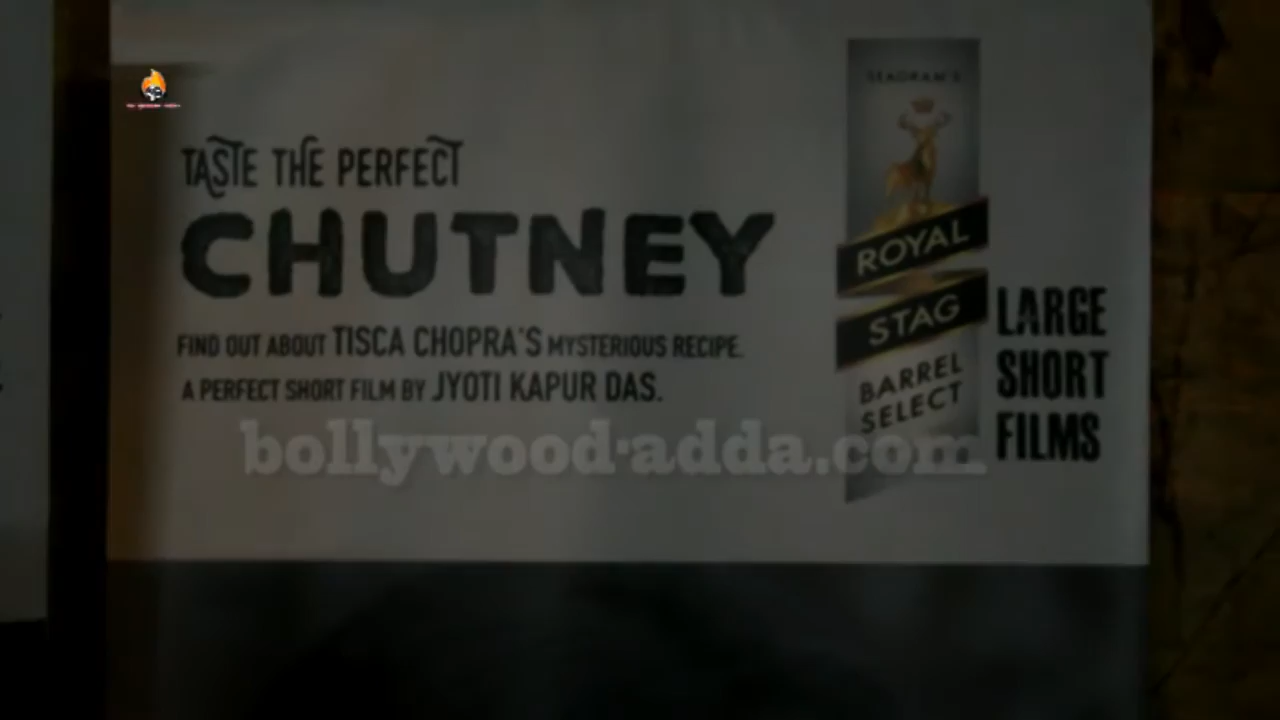 SEAGRAM'S
TASTE THE PERFECT
CHUTNEY
FIND OUT ABOUT TISCA CHOPRA'S MYSTERIOUS RECIPE.
A PERFECT SHORT FILM BY JYOTI KAPUR DAS.
ROYAL
STAG
BARREL
SELECT
LARGE
SHORT
FILMS
bollywood-adda.com